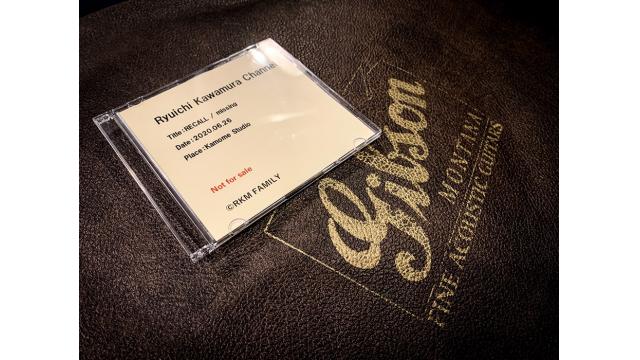 Ryuichi Kawamura Channel
Title:RECALL / missing
Date:2020.06.26
Place:Kamome Studio
Not for sale
©RKM FAMILY
Gibson
MONTANA
FINE ACOUSTIC GUITARS